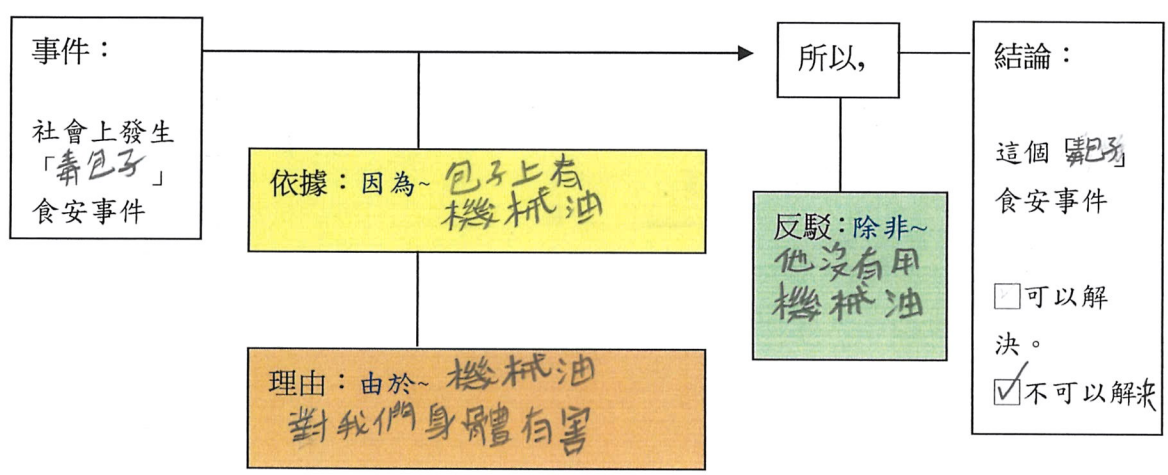 事件：
社會上發生
「毒包子」
食安事件
依據：因為~ 包子上有
機械油
理由：由於~ 機械油
對我們身體有害
所以,
反駁：除非~
他沒有用
機械油
結論：
這個「毒包子」
食安事件
□可以解
決。
☑不可以解決